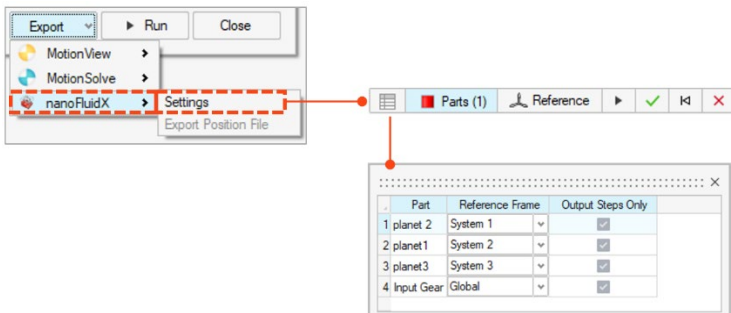 Export Run Close
MotionView
MotionSolve
nanoFluidX Settings
Export Position File
Parts (1) Reference
Part Reference Frame Output Steps Only
1 planet 2 System 1
2 planet1 System 2
3 planet3 System 3
4 Input Gear Global